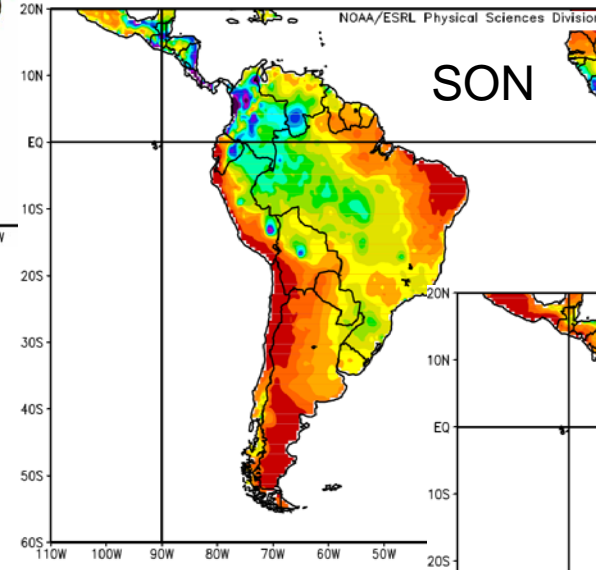 20N
NOAA/ESRL Physical Sciences Division
SON
10N
EQ
10S
20S
30S
40S
50S
60S
110W 100W 90W 80W 70W 60W 50W
W
20N
10N
EQ
10S
20S